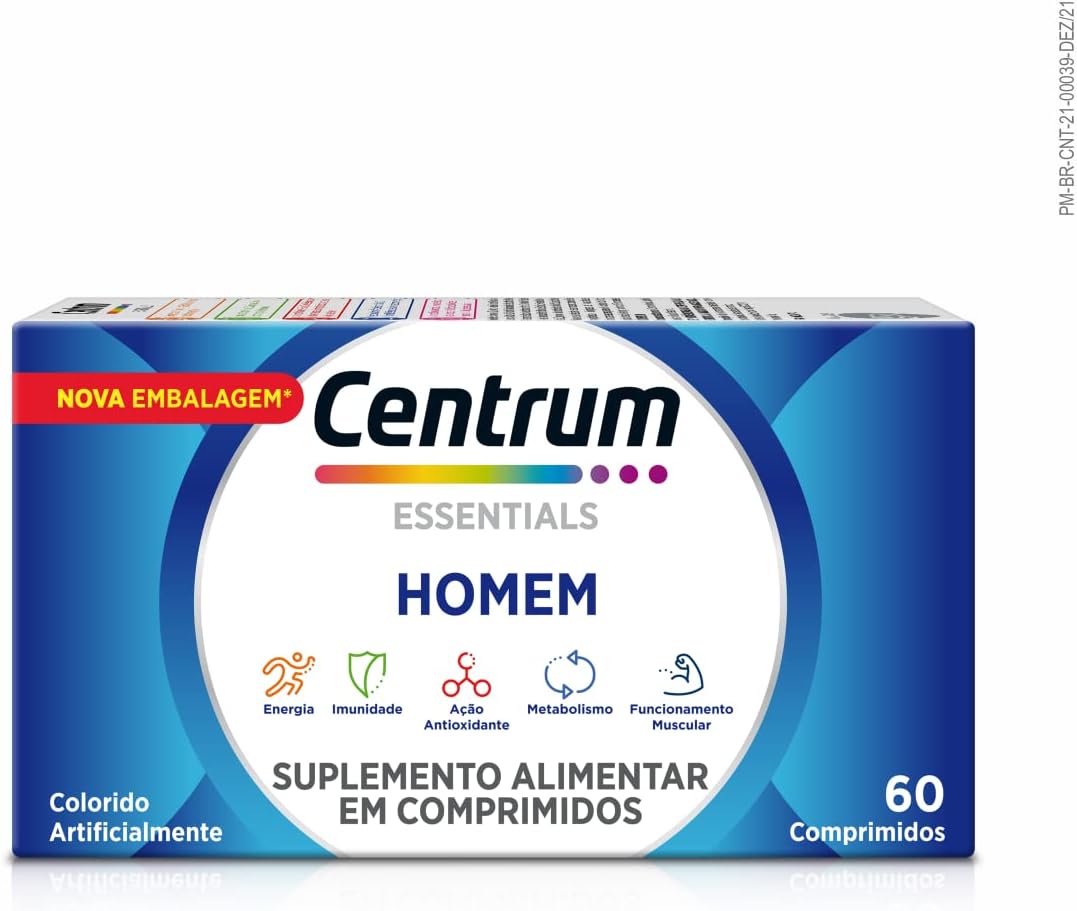 PM-BR-CNT-21-00039-DEZ/21
NOVA EMBALAGEM*
Centrum
ESSENTIALS
HOMEM
Energia
Imunidade
Ação
Antioxidante
Metabolismo
Funcionamento
Muscular
SUPLEMENTO ALIMENTAR
EM COMPRIMIDOS
Colorido
Artificialmente
60
Comprimidos